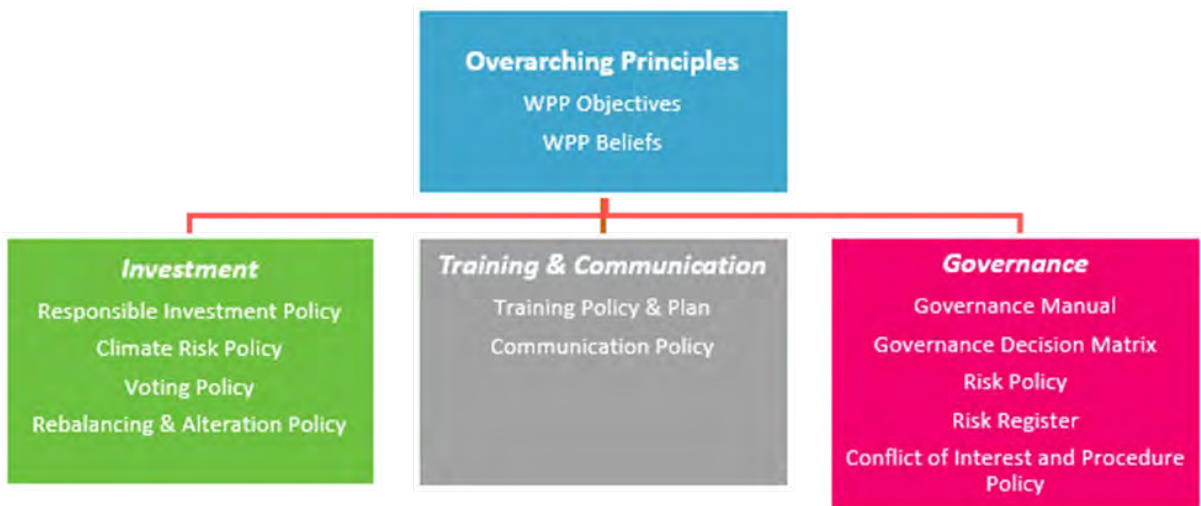 Overarching Principles
WPP Objectives
WPP Beliefs
Investment
Responsible Investment Policy
Climate Risk Policy
Voting Policy
Rebalancing & Alteration Policy
Training & Communication
Training Policy & Plan
Communication Policy
Governance
Governance Manual
Governance Decision Matrix
Risk Policy
Risk Register
Conflict of Interest and Procedure
Policy